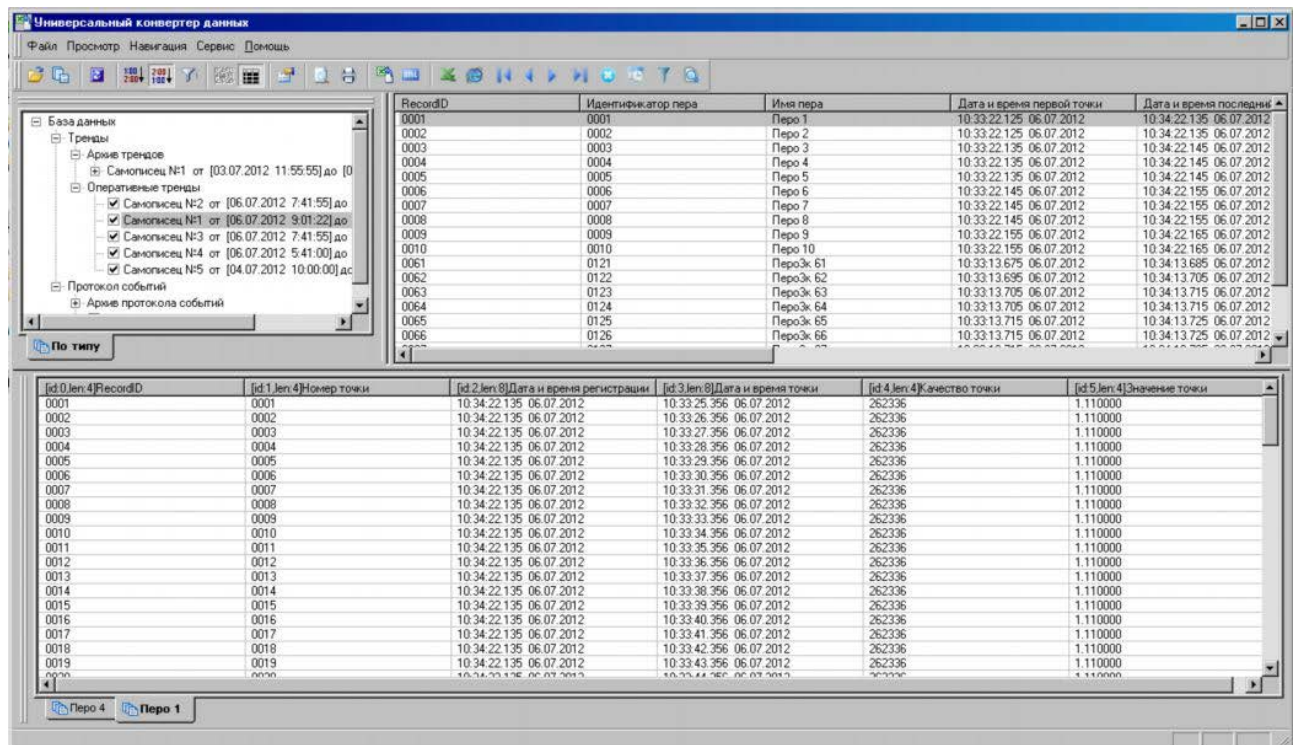 Универсальный конвертер данных
Файл Просмотр Навигация Сервис Помощь
База данных
Тренды
Архив трендов
Самописец №1 от [03.07.2012 11:55:55] до [0
Оперативные тренды
Самописец №2 от [06.07.2012 7:41:55] до
Самописец №1 от [06.07.2012 9:01:22] до
Самописец №3 от [06.07.2012 7:41:55] до
Самописец №4 от [06.07.2012 5:41:00] до
Самописец №5 от [04.07.2012 10:00:00] до
Протокол событий
Архив протокола событий
По типу
RecordID Идентификатор пера Имя пера Дата и время первой точки Дата и время последний
0001 0001 Перо 1 10:33:22.125 06.07.2012 10:34:22.135 06.07.2012
0002 0002 Перо 2 10:33:22.135 06.07.2012 10:34:22.135 06.07.2012
0003 0003 Перо 3 10:33:22.135 06.07.2012 10:34:22.145 06.07.2012
0004 0004 Перо 4 10:33:22.135 06.07.2012 10:34:22.145 06.07.2012
0005 0005 Перо 5 10:33:22.135 06.07.2012 10:34:22.145 06.07.2012
0006 0006 Перо 6 10:33:22.145 06.07.2012 10:34:22.155 06.07.2012
0007 0007 Перо 7 10:33:22.145 06.07.2012 10:34:22.155 06.07.2012
0008 0008 Перо 8 10:33:22.145 06.07.2012 10:34:22.155 06.07.2012
0009 0009 Перо 9 10:33:22.155 06.07.2012 10:34:22.165 06.07.2012
0010 0010 Перо 10 10:33:22.155 06.07.2012 10:34:22.165 06.07.2012
0061 0121 ПероЭк 61 10:33:13.675 06.07.2012 10:34:13.685 06.07.2012
0062 0122 ПероЭк 62 10:33:13.695 06.07.2012 10:34:13.705 06.07.2012
0063 0123 ПероЭк 63 10:33:13.705 06.07.2012 10:34:13.715 06.07.2012
0064 0124 ПероЭк 64 10:33:13.705 06.07.2012 10:34:13.715 06.07.2012
0065 0125 ПероЭк 65 10:33:13.715 06.07.2012 10:34:13.725 06.07.2012
0066 0126 ПероЭк 66 10:33:13.715 06.07.2012 10:34:13.725 06.07.2012
[id:0,len:4]RecordID [id:1,len:4]Номер точки [id:2,len:8]Дата и время регистрации [id:3,len:8]Дата и время точки [id:4,len:4]Качество точки [id:5,len:4]Значение точки
0001 0001 10:34:22.135 06.07.2012 10:33:25.356 06.07.2012 262336 1.110000
0002 0002 10:34:22.135 06.07.2012 10:33:26.356 06.07.2012 262336 1.110000
0003 0003 10:34:22.135 06.07.2012 10:33:27.356 06.07.2012 262336 1.110000
0004 0004 10:34:22.135 06.07.2012 10:33:28.356 06.07.2012 262336 1.110000
0005 0005 10:34:22.135 06.07.2012 10:33:29.356 06.07.2012 262336 1.110000
0006 0006 10:34:22.135 06.07.2012 10:33:30.356 06.07.2012 262336 1.110000
0007 0007 10:34:22.135 06.07.2012 10:33:31.356 06.07.2012 262336 1.110000
0008 0008 10:34:22.135 06.07.2012 10:33:32.356 06.07.2012 262336 1.110000
0009 0009 10:34:22.135 06.07.2012 10:33:33.356 06.07.2012 262336 1.110000
0010 0010 10:34:22.135 06.07.2012 10:33:34.356 06.07.2012 262336 1.110000
0011 0011 10:34:22.135 06.07.2012 10:33:35.356 06.07.2012 262336 1.110000
0012 0012 10:34:22.135 06.07.2012 10:33:36.356 06.07.2012 262336 1.110000
0013 0013 10:34:22.135 06.07.2012 10:33:37.356 06.07.2012 262336 1.110000
0014 0014 10:34:22.135 06.07.2012 10:33:38.356 06.07.2012 262336 1.110000
0015 0015 10:34:22.135 06.07.2012 10:33:39.356 06.07.2012 262336 1.110000
0016 0016 10:34:22.135 06.07.2012 10:33:40.356 06.07.2012 262336 1.110000
0017 0017 10:34:22.135 06.07.2012 10:33:41.356 06.07.2012 262336 1.110000
0018 0018 10:34:22.135 06.07.2012 10:33:42.356 06.07.2012 262336 1.110000
0019 0019 10:34:22.135 06.07.2012 10:33:43.356 06.07.2012 262336 1.110000
Перо 4 Перо 1